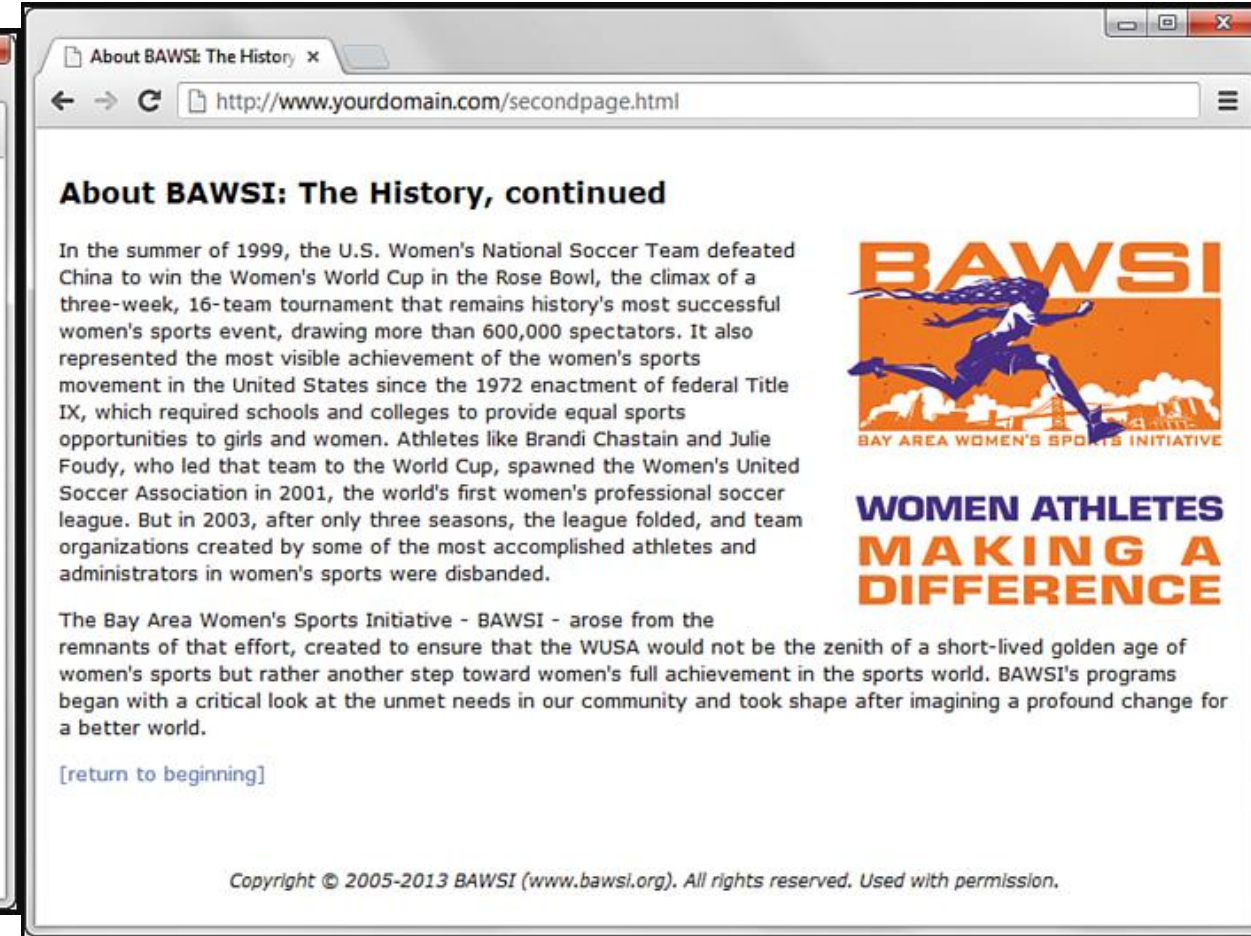 About BAWSI: The History
http://www.yourdomain.com/secondpage.html
About BAWSI: The History, continued
In the summer of 1999, the U.S. Women's National Soccer Team defeated
China to win the Women's World Cup in the Rose Bowl, the climax of a
three-week, 16-team tournament that remains history's most successful
women's sports event, drawing more than 600,000 spectators. It also
represented the most visible achievement of the women's sports
movement in the United States since the 1972 enactment of federal Title
IX, which required schools and colleges to provide equal sports
opportunities to girls and women. Athletes like Brandi Chastain and Julie
Foudy, who led that team to the World Cup, spawned the Women's United
Soccer Association in 2001, the world's first women's professional soccer
league. But in 2003, after only three seasons, the league folded, and team
organizations created by some of the most accomplished athletes and
administrators in women's sports were disbanded.
BAWSI
BAY AREA WOMEN'S SPORTS INITIATIVE
WOMEN ATHLETES
MAKING A
DIFFERENCE
The Bay Area Women's Sports Initiative - BAWSI - arose from the
remnants of that effort, created to ensure that the WUSA would not be the zenith of a short-lived golden age of
women's sports but rather another step toward women's full achievement in the sports world. BAWSI's programs
began with a critical look at the unmet needs in our community and took shape after imagining a profound change for
a better world.
[return to beginning]
Copyright © 2005-2013 BAWSI (www.bawsi.org). All rights reserved. Used with permission.